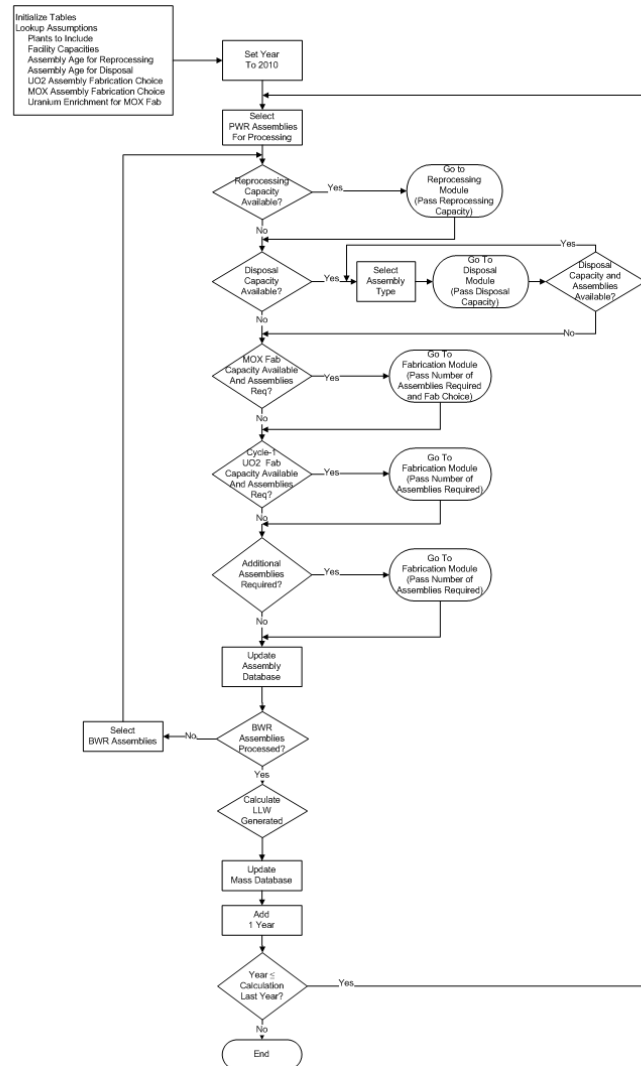 Initialize Tables
Lookup Assumptions
Plants to Include
Facility Capacities
Assembly Age for Reprocessing
Assembly Age for Disposal
UO2 Assembly Fabrication Choice
MOX Assembly Fabrication Choice
Uranium Enrichment for MOX Fab
Set Year
To 2010
Select
PWR Assemblies
For Processing
Reprocessing
Capacity
Available?
Yes
Go to
Reprocessing
Module
(Pass Reprocessing
Capacity)
No
Disposal
Capacity
Available?
Yes
Select
Assembly
Type
Go To
Disposal
Module
(Pass Disposal
Capacity)
Yes
Disposal
Capacity and
Assemblies
Available?
No
No
MOX Fab
Capacity Available
And Assemblies
Req?
Yes
Go To
Fabrication Module
(Pass Number of
Assemblies Required
and Fab Choice)
No
Cycle-1
UO2 Fab
Capacity Available
And Assemblies
Req?
Yes
Go To
Fabrication Module
(Pass Number of
Assemblies Required)
No
Additional
Assemblies
Required?
Yes
Go To
Fabrication Module
(Pass Number of
Assemblies Required)
No
Update
Assembly
Database
BWR
Assemblies
Processed?
No
Select
BWR Assemblies
Yes
Calculate
LLW
Generated
Update
Mass Database
Add
1 Year
Year ≤
Calculation
Last Year?
Yes
No
End